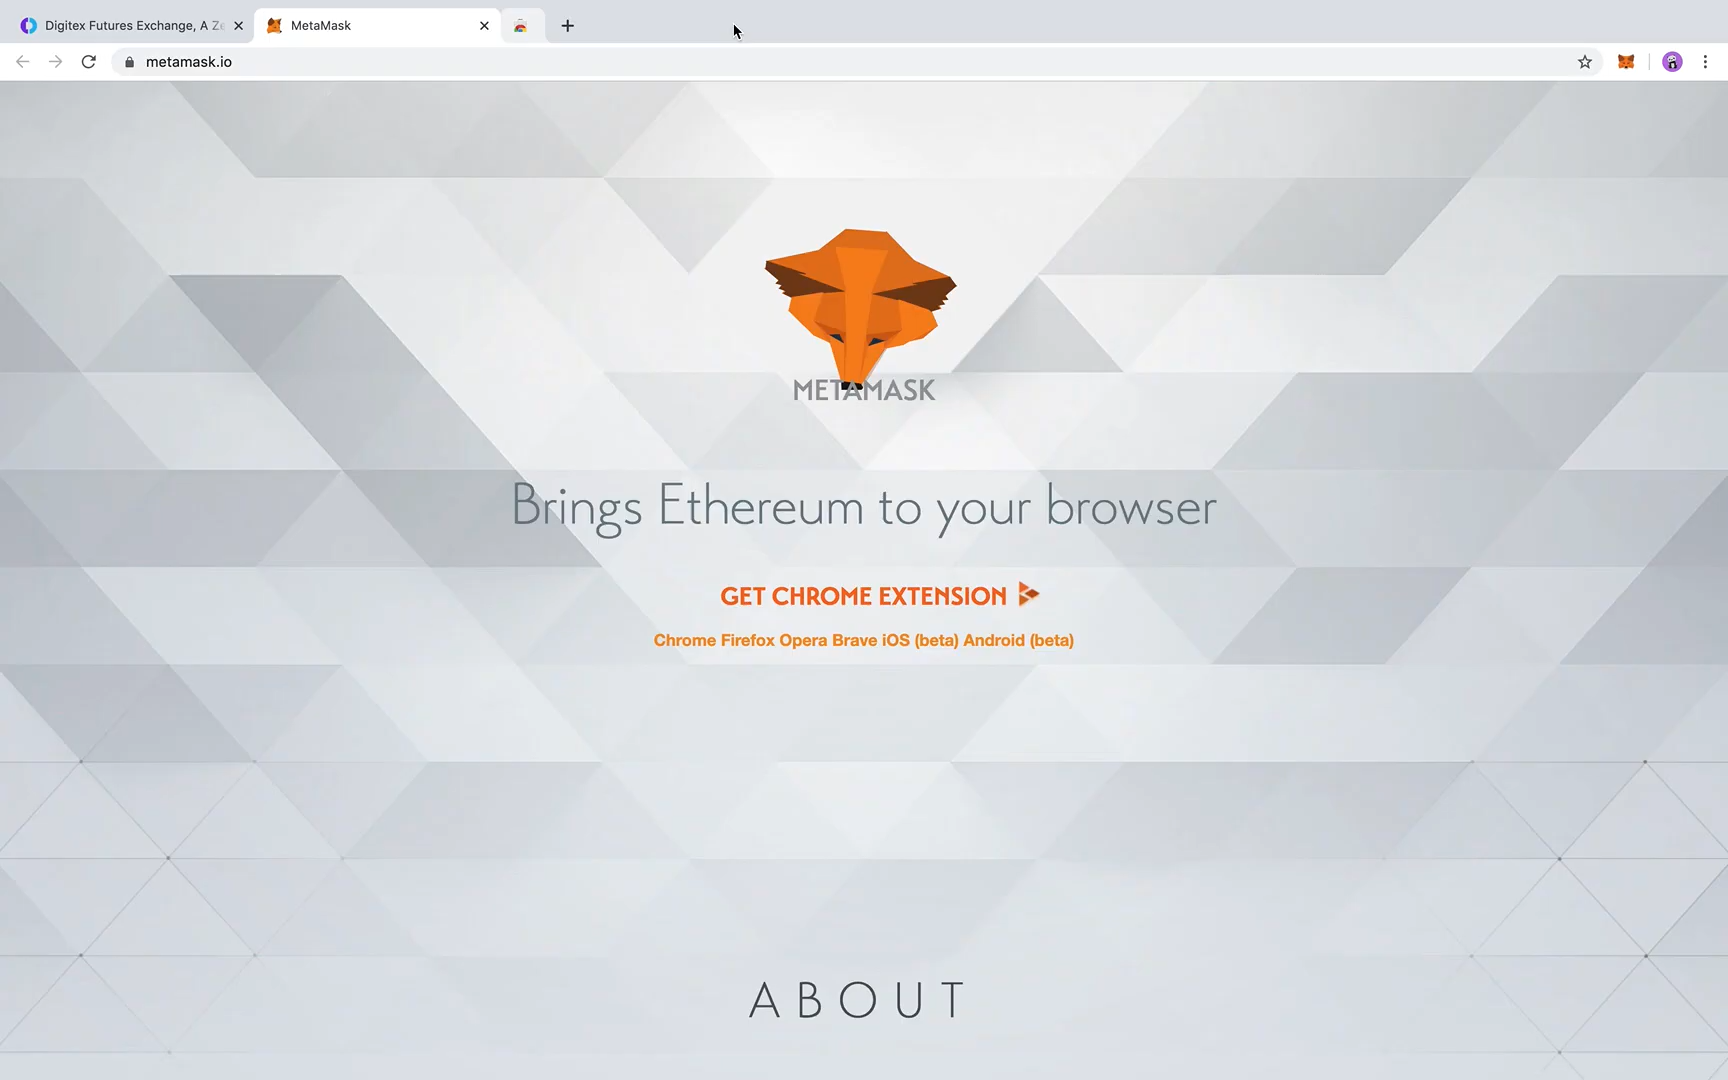 Digitex Futures Exchange, A Ze
MetaMask
metamask.io
METAMASK
Brings Ethereum to your browser
GET CHROME EXTENSION
Chrome Firefox Opera Brave iOS (beta) Android (beta)
ABOUT